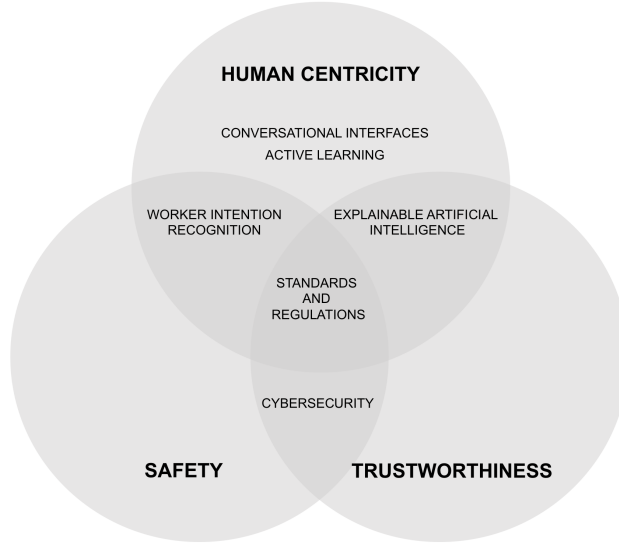 HUMAN CENTRICITY
CONVERSATIONAL INTERFACES
ACTIVE LEARNING
WORKER INTENTION
RECOGNITION
EXPLAINABLE ARTIFICIAL
INTELLIGENCE
STANDARDS
AND
REGULATIONS
CYBERSECURITY
SAFETY
TRUSTWORTHINESS